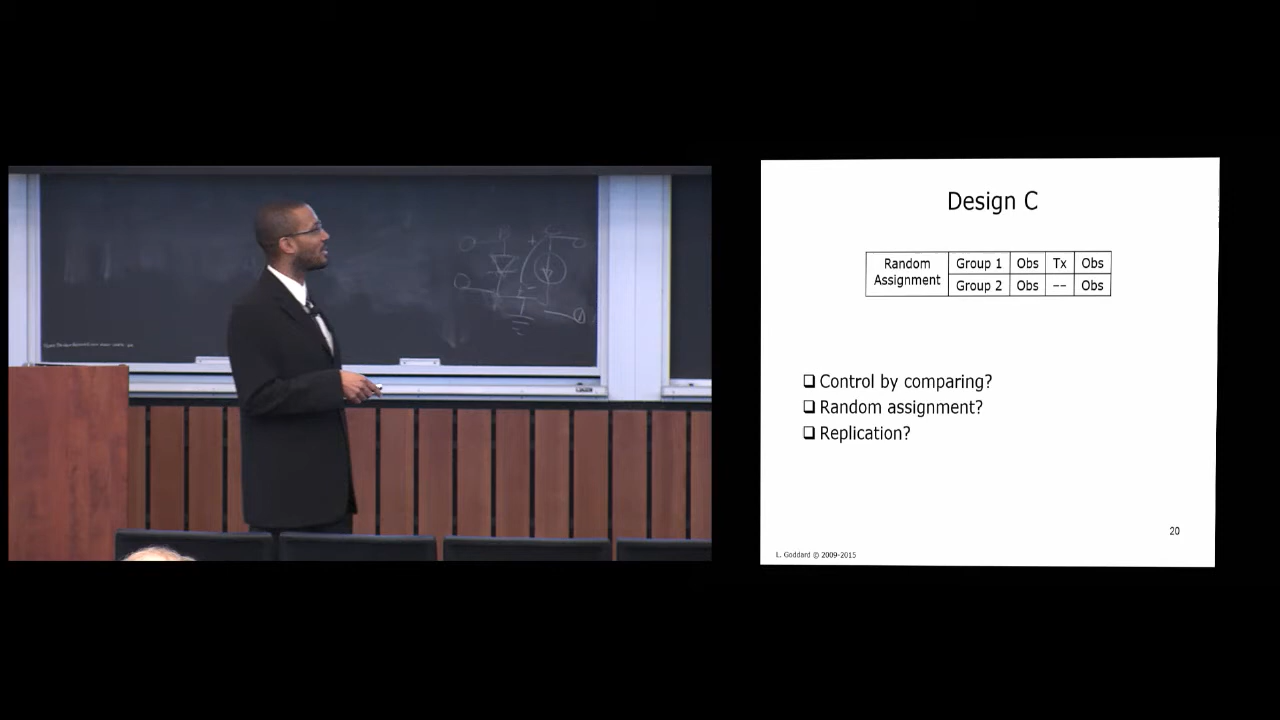 Design C
Random Assignment
Group 1 Obs Tx Obs
Group 2 Obs -- Obs
❑ Control by comparing?
❑ Random assignment?
❑ Replication?
20
L. Goddard © 2009-2015